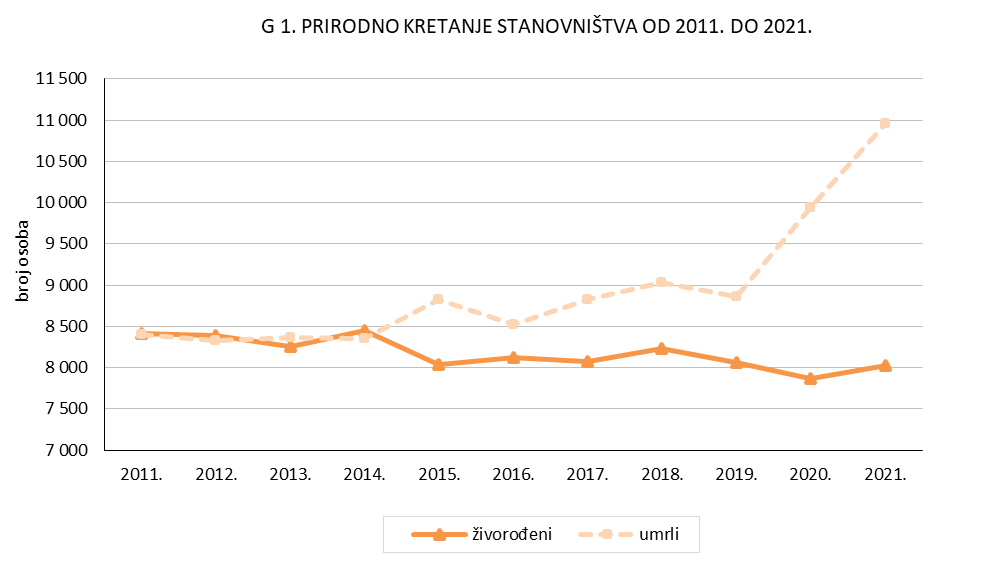 G 1. PRIRODNO KRETANJE STANOVNIŠTVA OD 2011. DO 2021.
11 500
11 000
10 500
10 000
9 500
9 000
8 500
8 000
7 500
7 000
broj osoba
2011. 2012. 2013. 2014. 2015. 2016. 2017. 2018. 2019. 2020. 2021.
živorođeni umrli